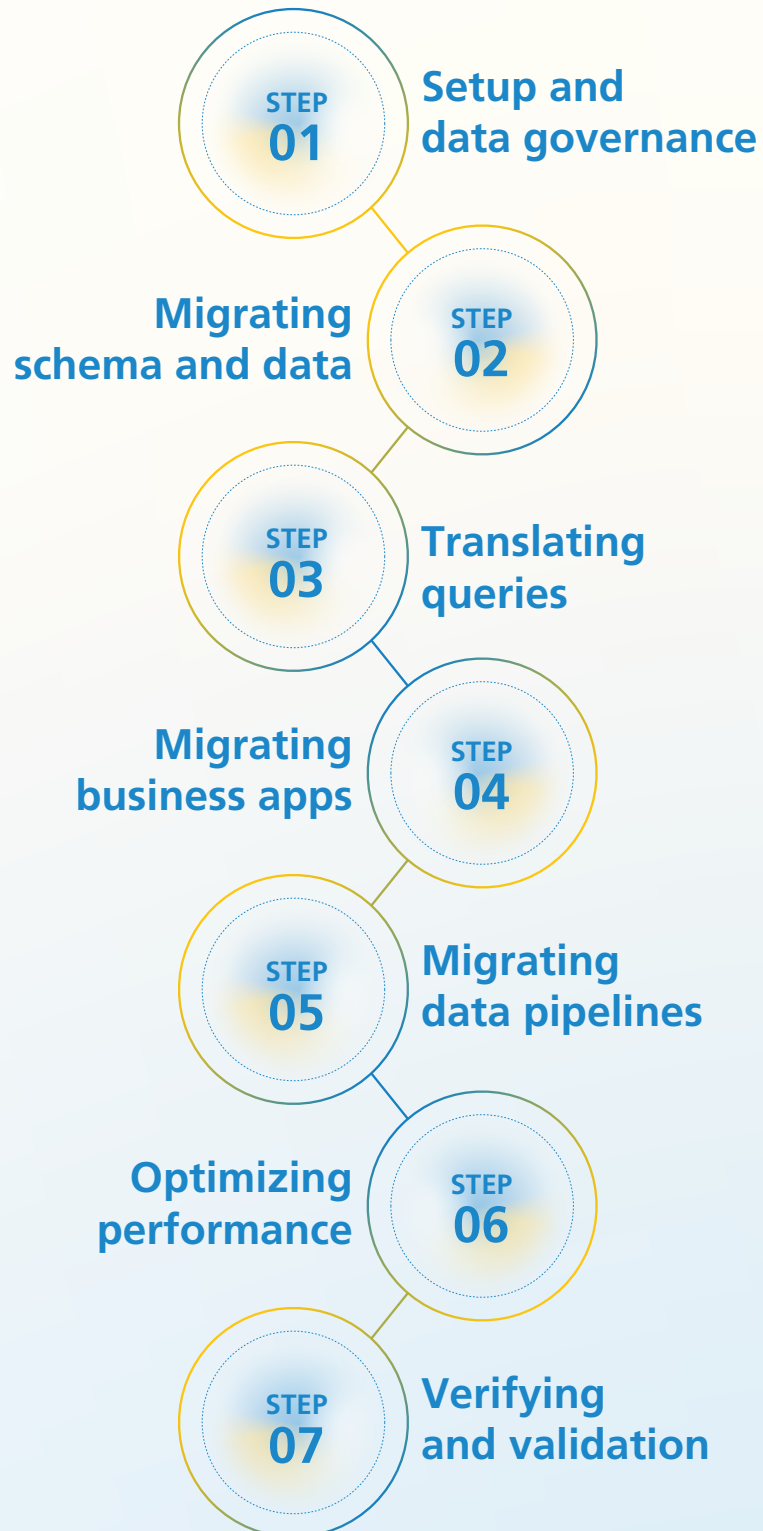 STEP
01
Setup and
data governance
Migrating
schema and data
STEP
02
STEP
03
Translating
queries
Migrating
business apps
STEP
04
STEP
05
Migrating
data pipelines
Optimizing
performance
STEP
06
STEP
07
Verifying
and validation